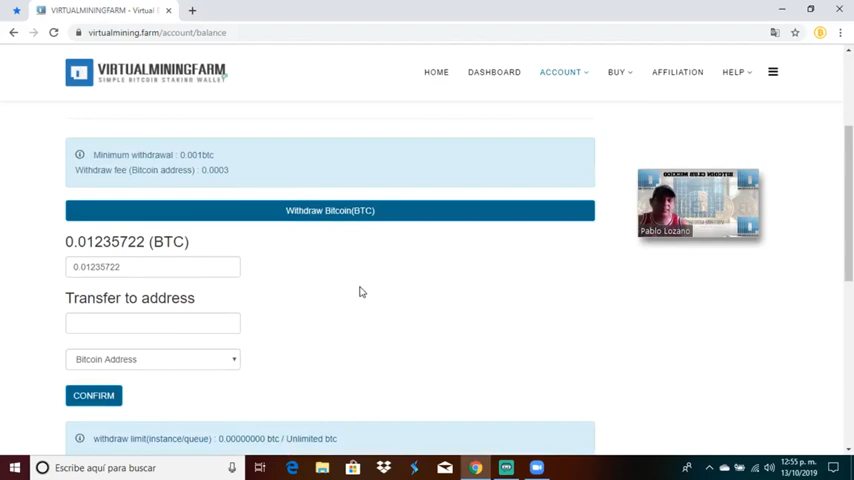 VIRTUALMININGFARM - Virtual
virtualmining.farm/account/balance
VIRTUALMININGFARM
SIMPLE BITCOIN STAKING WALLET
HOME
DASHBOARD
ACCOUNT
BUY
AFFILIATION
HELP
Minimum withdrawal : 0.001btc
Withdraw fee (Bitcoin address) : 0.0003
Withdraw Bitcoin(BTC)
BITCOIN CLUB MEXICO
Pablo Lozano
0.01235722 (BTC)
0.01235722
Transfer to address
Bitcoin Address
CONFIRM
withdraw limit(instance/queue) : 0.00000000 btc / Unlimited btc
Escribe aquí para buscar
12:55 p. m.
13/10/2019